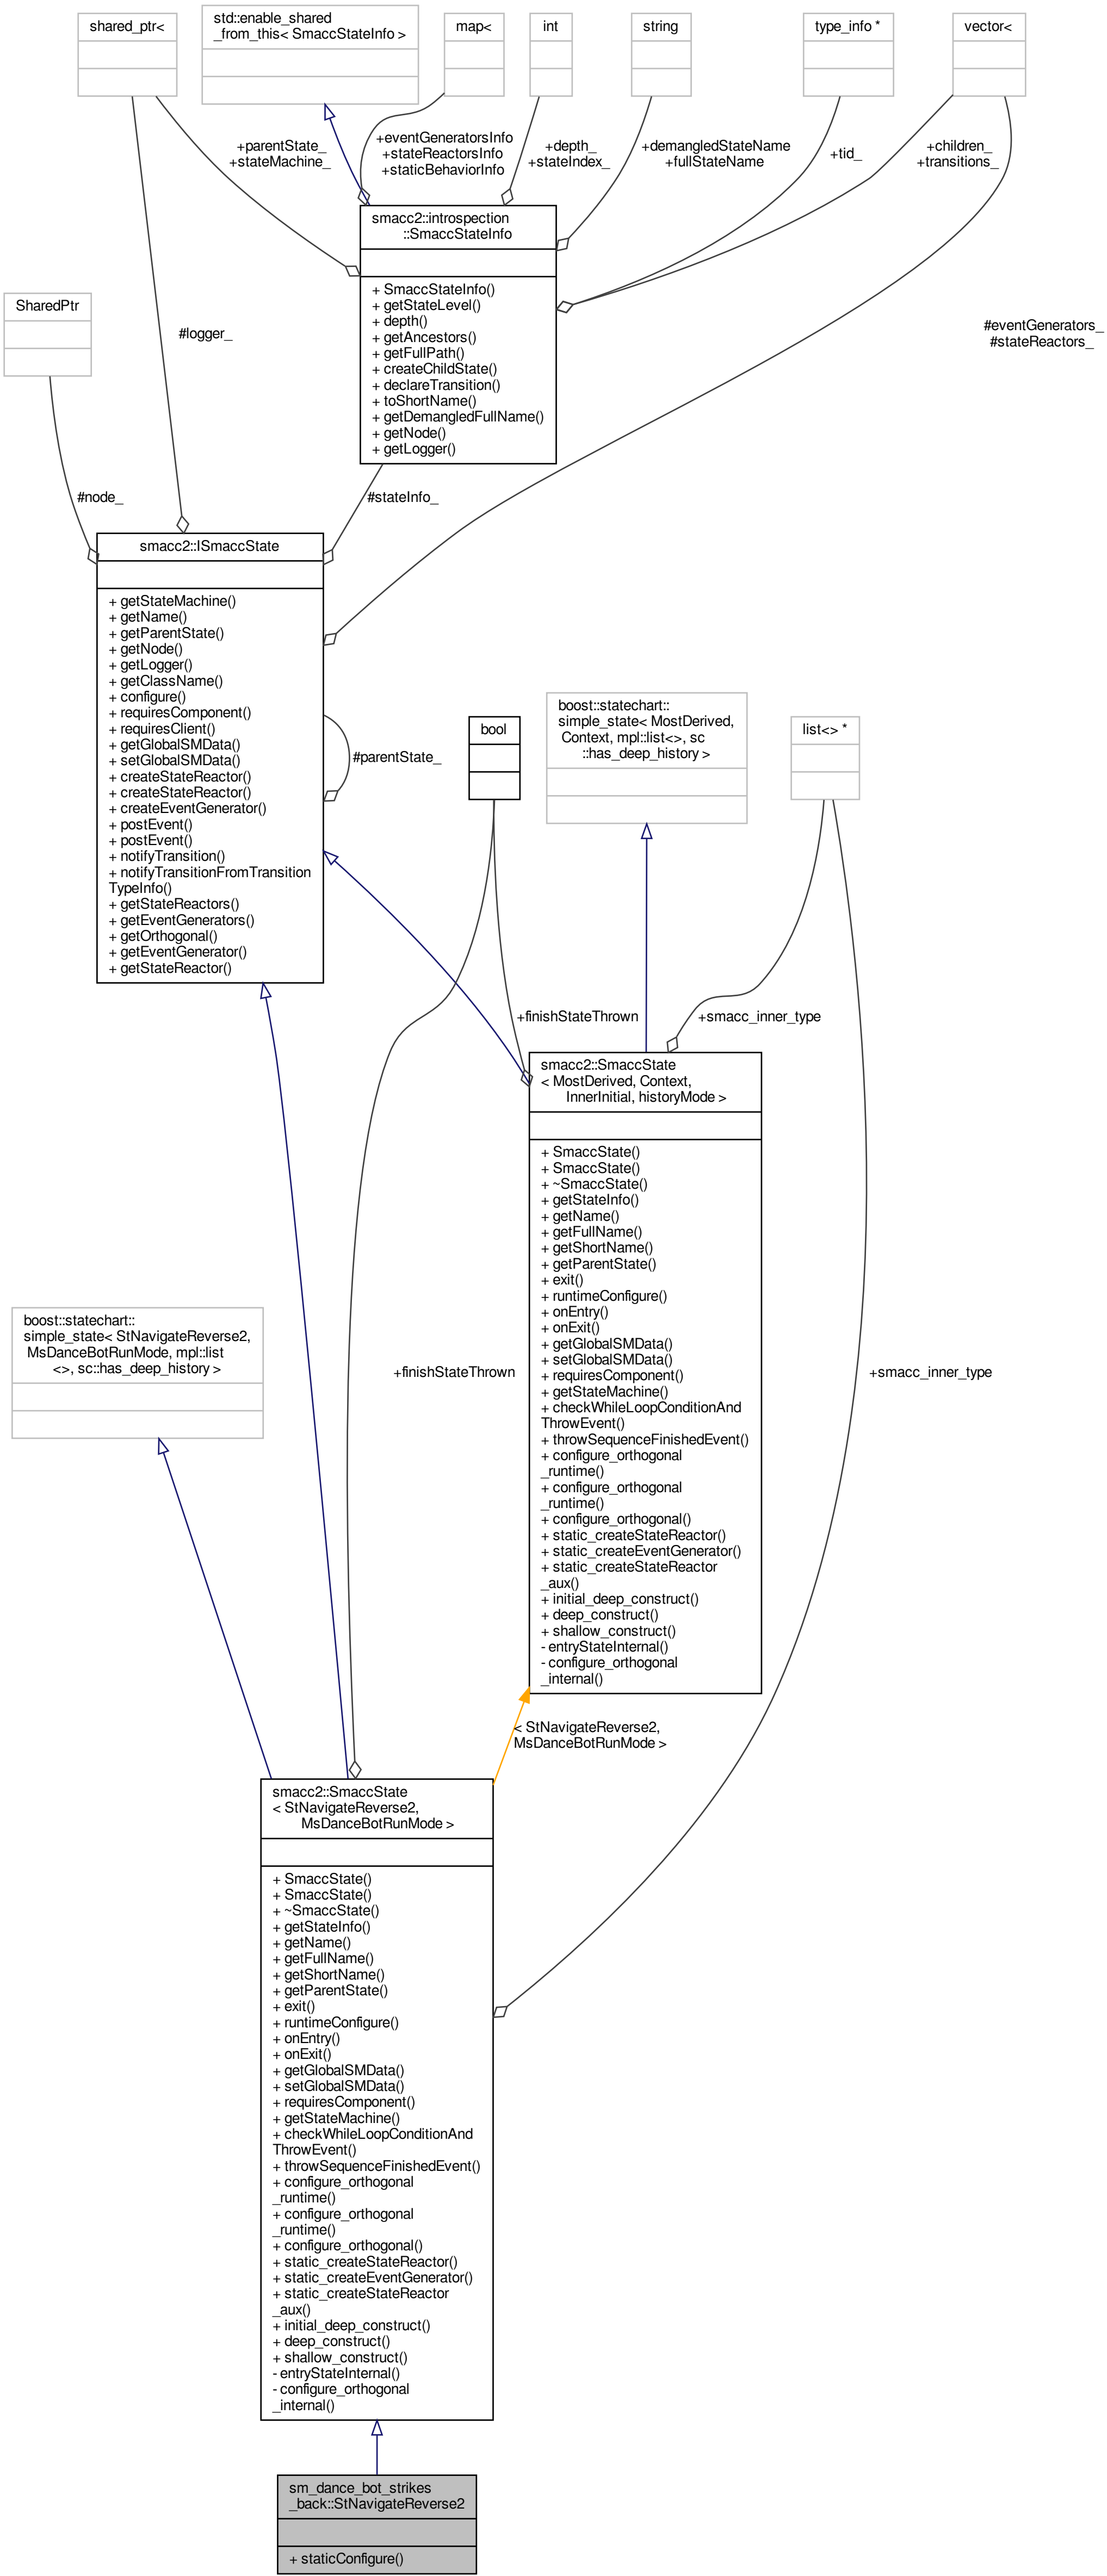 shared_ptr<
std::enable_shared
_from_this< SmaccStateInfo >
map<
int
string
type_info *
vector<
+parentState_
+stateMachine_
+eventGeneratorsInfo
+stateReactorsInfo
+staticBehaviorInfo
+depth_
+stateIndex_
+demangledStateName
+fullStateName
+tid_
+children_
+transitions_
smacc2::introspection
::SmaccStateInfo
+ SmaccStateInfo()
+ getStateLevel()
+ depth()
+ getAncestors()
+ getFullPath()
+ createChildState()
+ declareTransition()
+ toShortName()
+ getDemangledFullName()
+ getNode()
+ getLogger()
SharedPtr
#logger_
#eventGenerators_
#stateReactors_
#node_
#stateInfo_
smacc2::ISmaccState
+ getStateMachine()
+ getName()
+ getParentState()
+ getNode()
+ getLogger()
+ getClassName()
+ configure()
+ requiresComponent()
+ requiresClient()
+ getGlobalSMData()
+ setGlobalSMData()
+ createStateReactor()
+ createStateReactor()
+ createEventGenerator()
+ postEvent()
+ postEvent()
+ notifyTransition()
+ notifyTransitionFromTransition
TypeInfo()
+ getStateReactors()
+ getEventGenerators()
+ getOrthogonal()
+ getEventGenerator()
+ getStateReactor()
#parentState_
bool
boost::statechart::
simple_state< MostDerived,
Context, mpl::list<>, sc
::has_deep_history >
list<> *
+finishStateThrown
+smacc_inner_type
smacc2::SmaccState
< MostDerived, Context,
InnerInitial, historyMode >
+ SmaccState()
+ SmaccState()
+ ~SmaccState()
+ getStateInfo()
+ getName()
+ getFullName()
+ getShortName()
+ getParentState()
+ exit()
+ runtimeConfigure()
+ onEntry()
+ onExit()
+ getGlobalSMData()
+ setGlobalSMData()
+ requiresComponent()
+ getStateMachine()
+ checkWhileLoopConditionAnd
ThrowEvent()
+ throwSequenceFinishedEvent()
+ configure_orthogonal
_runtime()
+ configure_orthogonal
_runtime()
+ configure_orthogonal()
+ static_createStateReactor()
+ static_createEventGenerator()
+ static_createStateReactor
_aux()
+ initial_deep_construct()
+ deep_construct()
+ shallow_construct()
- entryStateInternal()
- configure_orthogonal
_internal()
boost::statechart::
simple_state< StNavigateReverse2,
MsDanceBotRunMode, mpl::list
<>, sc::has_deep_history >
+finishStateThrown
+smacc_inner_type
< StNavigateReverse2,
MsDanceBotRunMode >
smacc2::SmaccState
< StNavigateReverse2,
MsDanceBotRunMode >
+ SmaccState()
+ SmaccState()
+ ~SmaccState()
+ getStateInfo()
+ getName()
+ getFullName()
+ getShortName()
+ getParentState()
+ exit()
+ runtimeConfigure()
+ onEntry()
+ onExit()
+ getGlobalSMData()
+ setGlobalSMData()
+ requiresComponent()
+ getStateMachine()
+ checkWhileLoopConditionAnd
ThrowEvent()
+ throwSequenceFinishedEvent()
+ configure_orthogonal
_runtime()
+ configure_orthogonal
_runtime()
+ configure_orthogonal()
+ static_createStateReactor()
+ static_createEventGenerator()
+ static_createStateReactor
_aux()
+ initial_deep_construct()
+ deep_construct()
+ shallow_construct()
- entryStateInternal()
- configure_orthogonal
_internal()
sm_dance_bot_strikes
_back::StNavigateReverse2
+ staticConfigure()